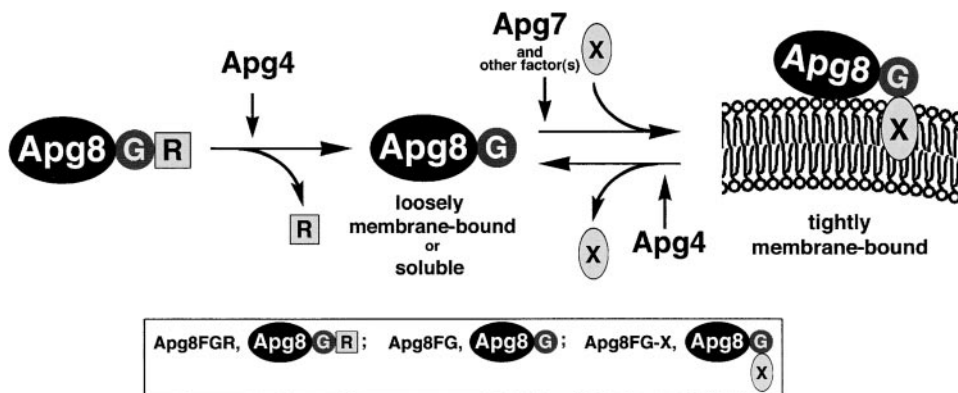 Apg7
and
other factor(s)
X
Apg4
Apg8 G
X
Apg8 G R
Apg8 G
R
loosely
membrane-bound
or
soluble
X
Apg4
tightly
membrane-bound
Apg8FGR, Apg8 G R ; Apg8FG, Apg8 G ; Apg8FG-X, Apg8 G
X